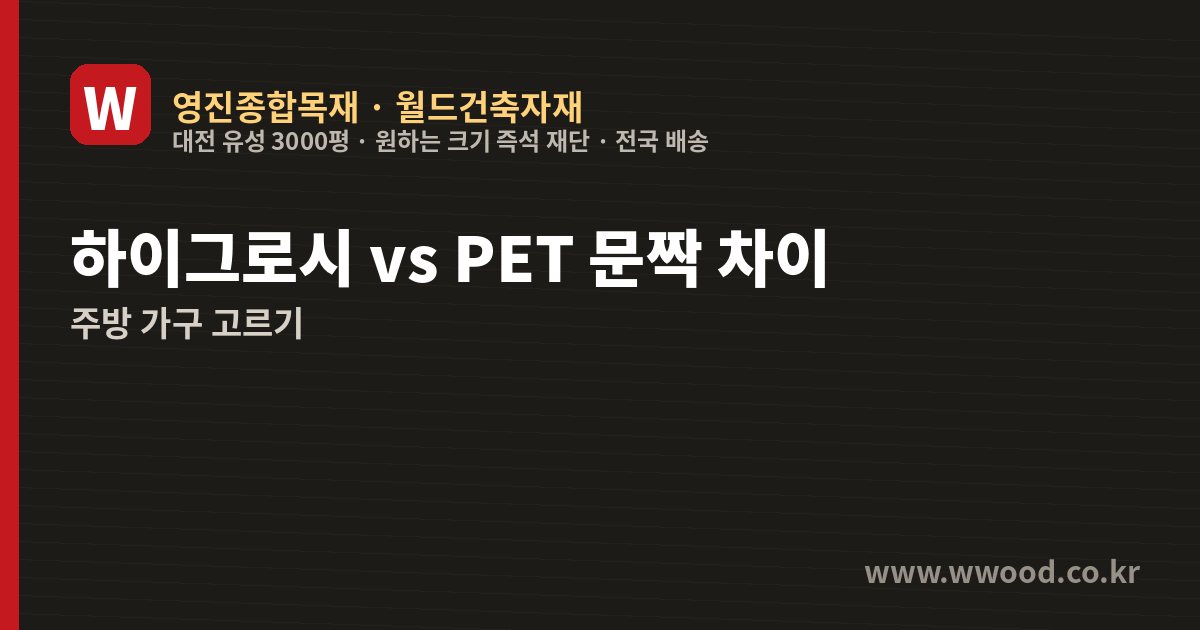 W
영진종합목재 · 월드건축자재
대전 유성 3000평 · 원하는 크기 즉석 재단 · 전국 배송
하이그로시 vs PET 문짝 차이
주방 가구 고르기
www.wwood.co.kr